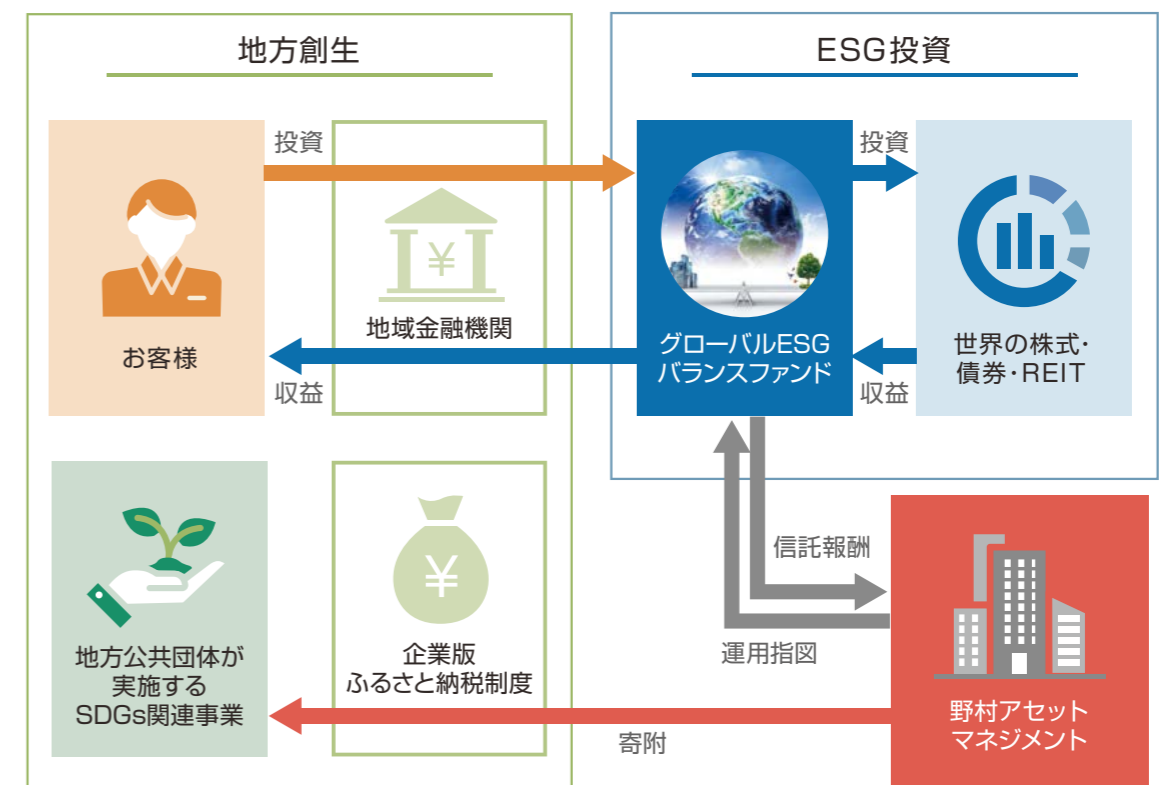 地方創生
ESG投資
投資
投資
¥
地域金融機関
お客様
グローバルESG
バランスファンド
世界の株式・
債券・REIT
収益
収益
信託報酬
運用指図
¥
企業版
ふるさと納税制度
地方公共団体が
実施する
SDGs関連事業
野村アセット
マネジメント
寄附